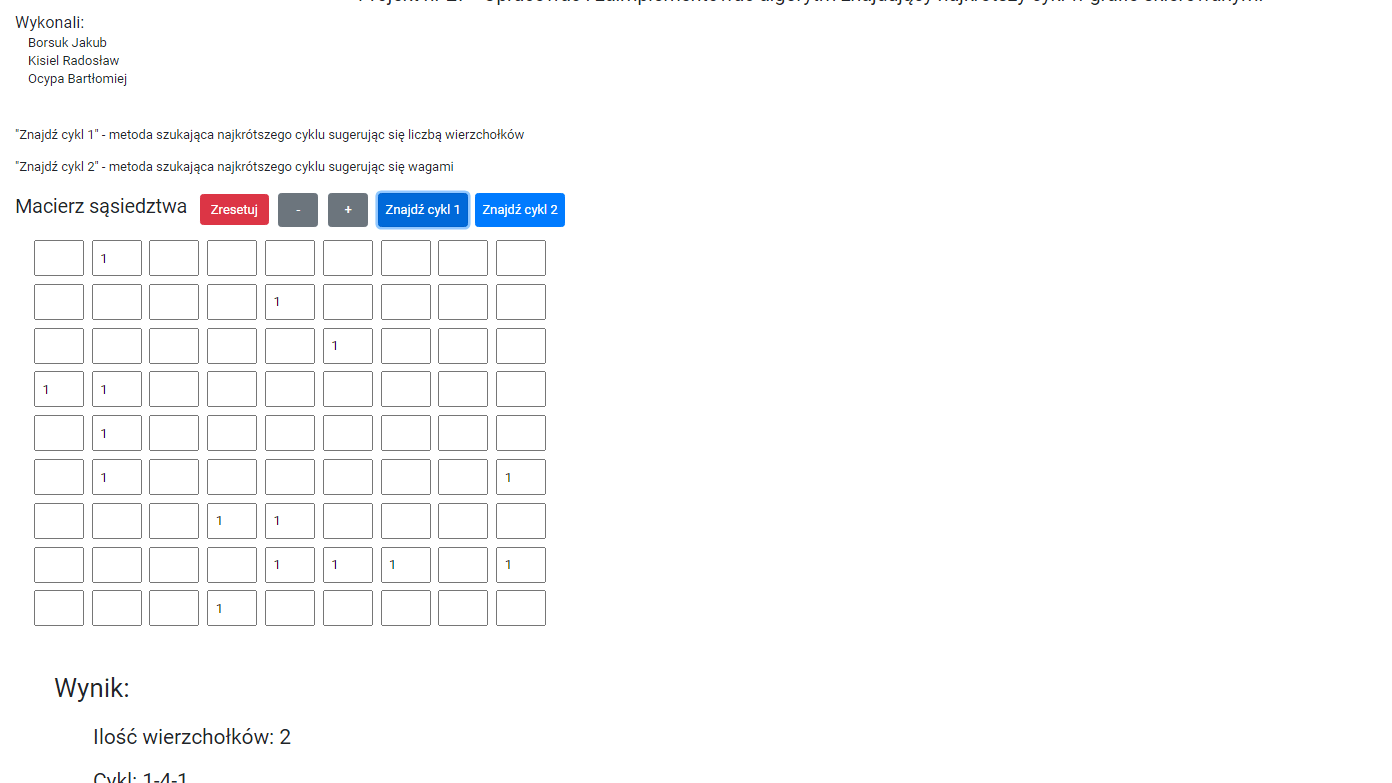 Wykonali:
Borsuk Jakub
Kisiel Radosław
Ocypa Bartłomiej
"Znajdź cykl 1" - metoda szukająca najkrótszego cyklu sugerując się liczbą wierzchołków
"Znajdź cykl 2" - metoda szukająca najkrótszego cyklu sugerując się wagami
Macierz sąsiedztwa Zresetuj - + Znajdź cykl 1 Znajdź cykl 2
1
1
1
1 1
1
1 1
1 1
1 1 1 1
1
Wynik:
Ilość wierzchołków: 2
Cykl: 1-4-1